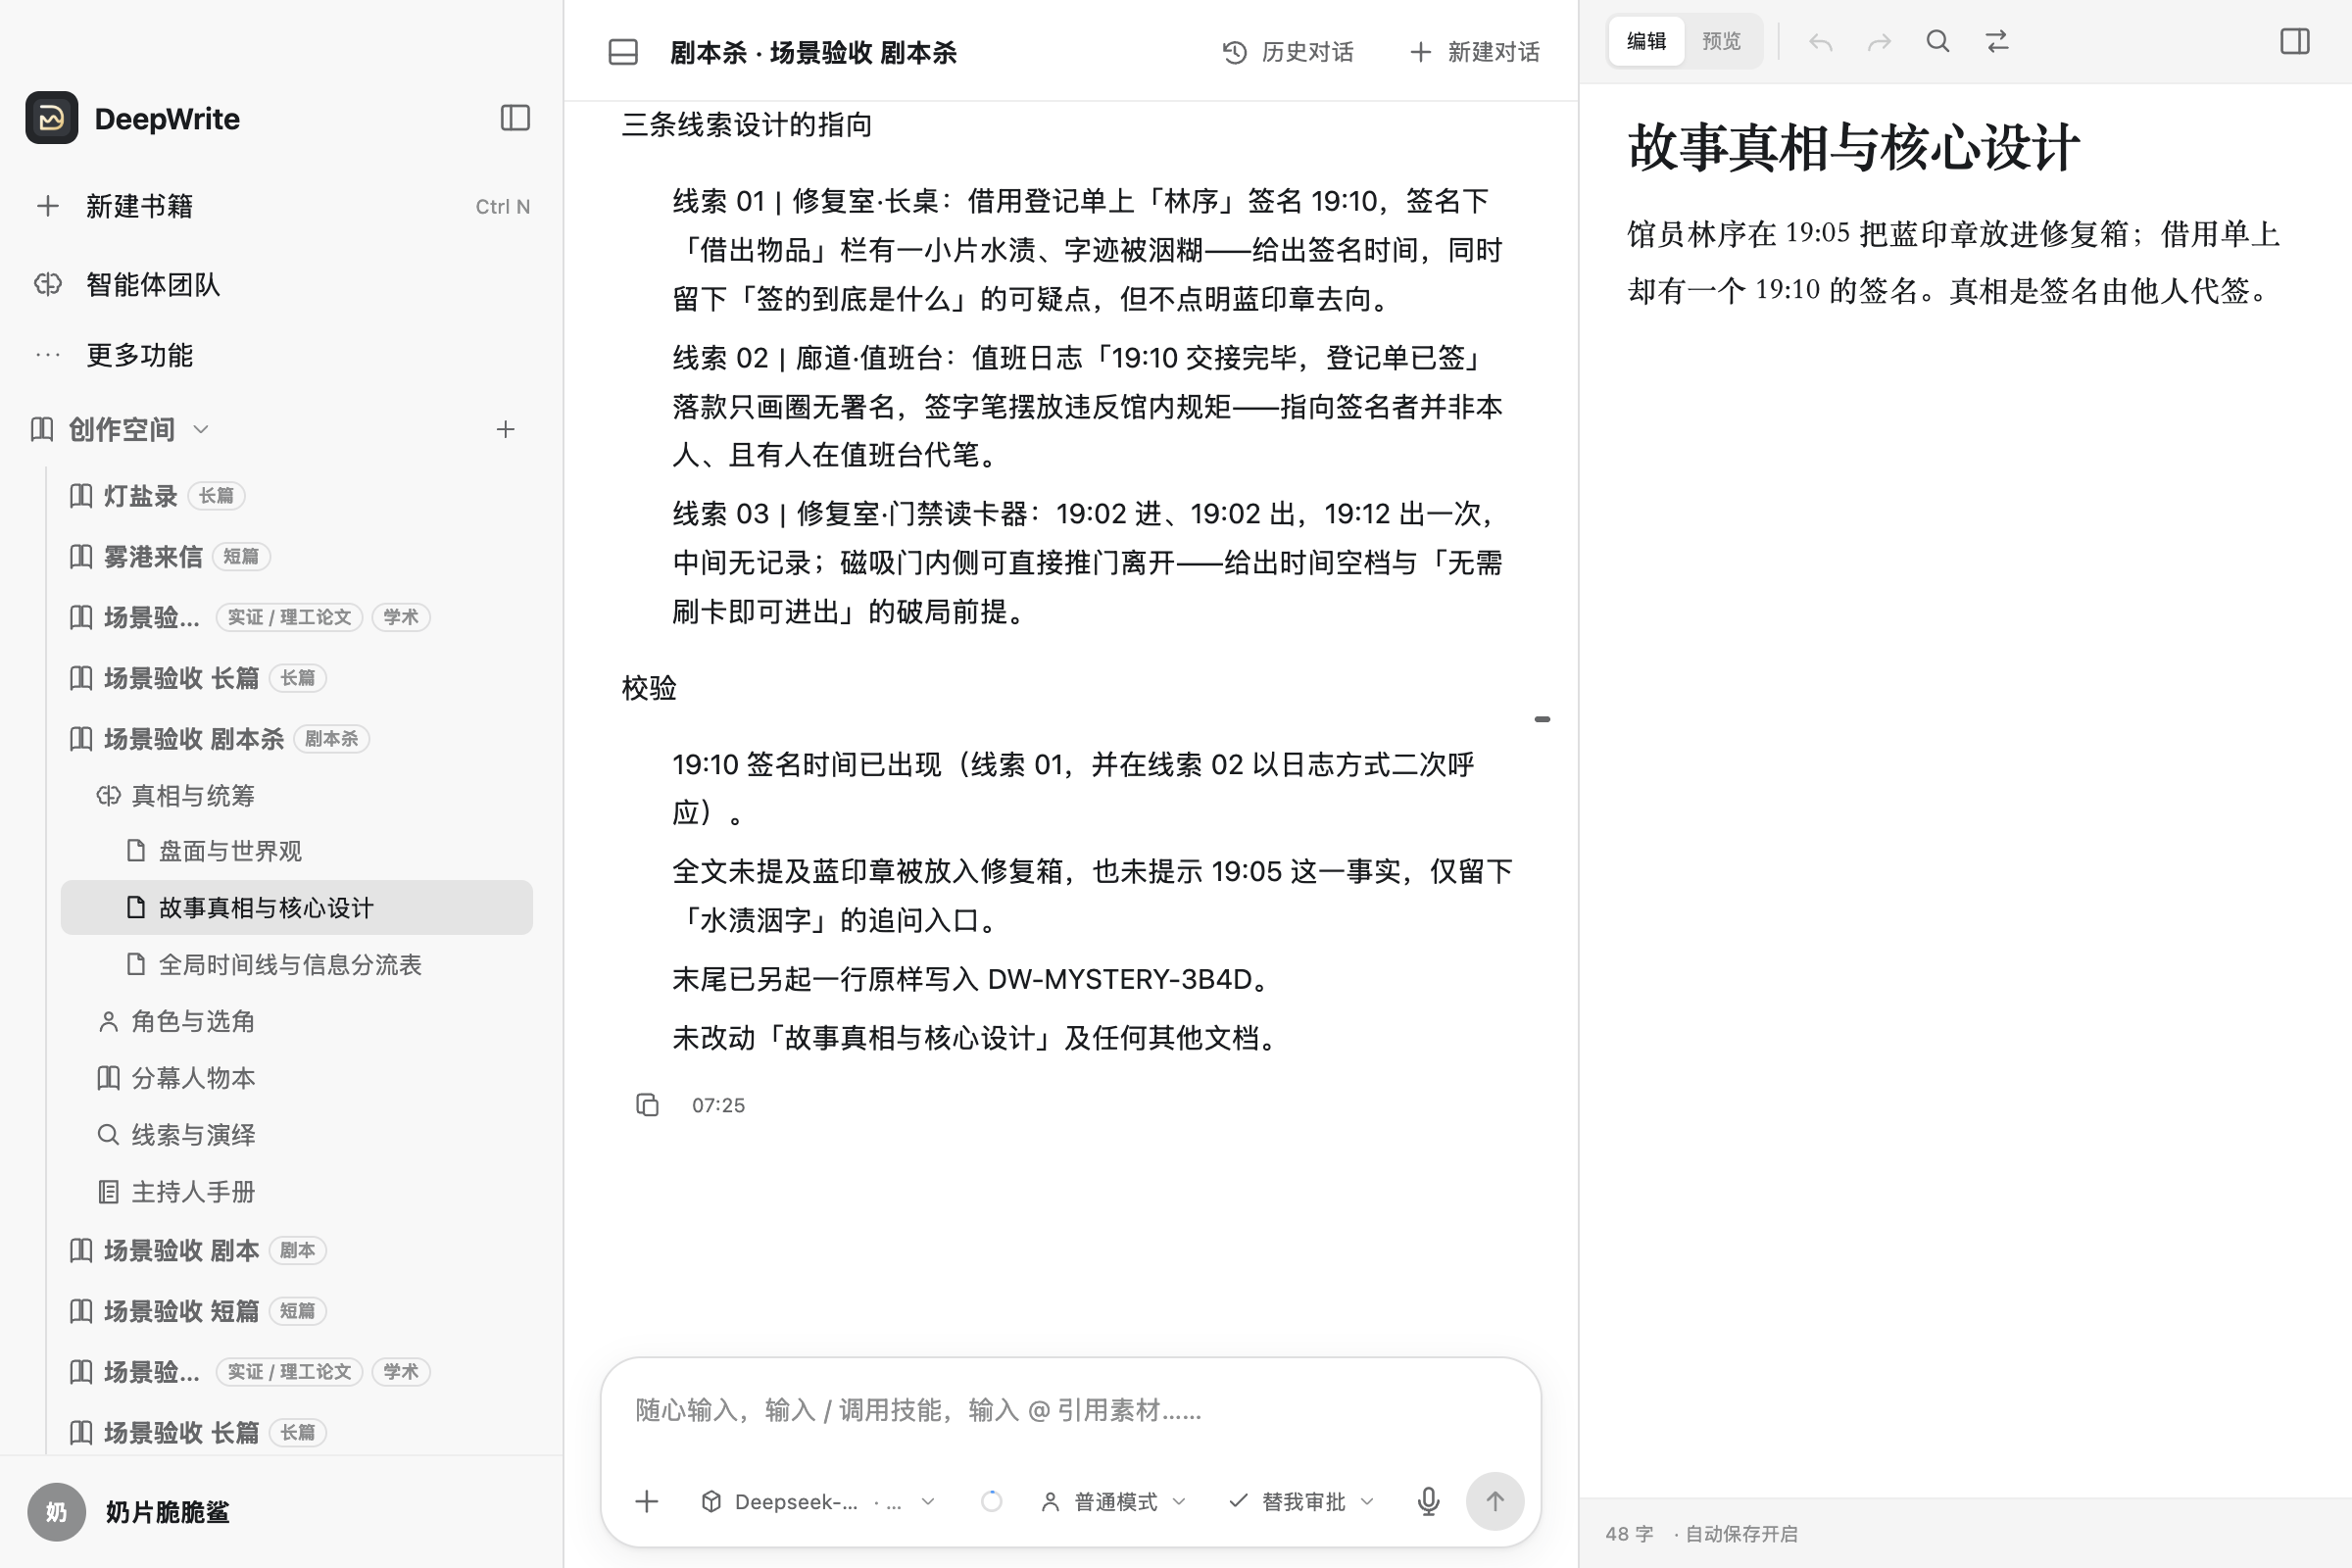 DeepWrite
新建书籍 Ctrl N
智能体团队
更多功能
创作空间
灯盐录 长篇
雾港来信 短篇
场景验... 实证 / 理工论文 学术
场景验收 长篇 长篇
场景验收 剧本杀 剧本杀
真相与统筹
盘面与世界观
故事真相与核心设计
全局时间线与信息分流表
角色与选角
分幕人物本
线索与演绎
主持人手册
场景验收 剧本 剧本
场景验收 短篇 短篇
场景验... 实证 / 理工论文 学术
场景验收 长篇 长篇
奶 奶片脆脆鲨
剧本杀 · 场景验收 剧本杀 历史对话 新建对话
三条线索设计的指向
线索 01 | 修复室·长桌：借用登记单上「林序」签名 19:10，签名下
「借出物品」栏有一小片水渍、字迹被洇糊——给出签名时间，同时
留下「签的到底是什么」的可疑点，但不点明蓝印章去向。
线索 02 | 廊道·值班台：值班日志「19:10 交接完毕，登记单已签」
落款只画圈无署名，签字笔摆放违反馆内规矩——指向签名者并非本
人、且有人在值班台代笔。
线索 03 | 修复室·门禁读卡器：19:02 进、19:02 出，19:12 出一次，
中间无记录；磁吸门内侧可直接推门离开——给出时间空档与「无需
刷卡即可进出」的破局前提。
校验
19:10 签名时间已出现（线索 01，并在线索 02 以日志方式二次呼
应）。
全文未提及蓝印章被放入修复箱，也未提示 19:05 这一事实，仅留下
「水渍洇字」的追问入口。
末尾已另起一行原样写入 DW-MYSTERY-3B4D。
未改动「故事真相与核心设计」及任何其他文档。
07:25
随心输入，输入 / 调用技能，输入 @ 引用素材......
Deepseek-... · ... 普通模式 替我审批
编辑 预览
故事真相与核心设计
馆员林序在 19:05 把蓝印章放进修复箱；借用单上
却有一个 19:10 的签名。真相是签名由他人代签。
48 字 · 自动保存开启